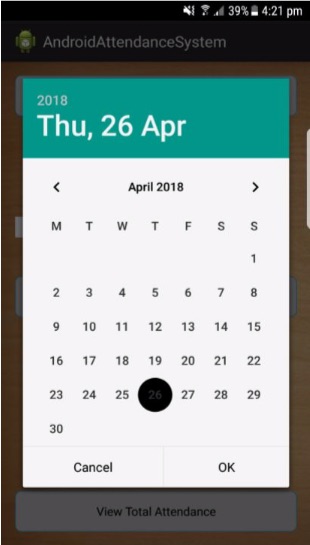 39% 4:21 pm
AndroidAttendanceSystem
2018
Thu, 26 Apr
April 2018
M T W T F S S
1
2 3 4 5 6 7 8
9 10 11 12 13 14 15
16 17 18 19 20 21 22
23 24 25 26 27 28 29
30
Cancel OK
View Total Attendance